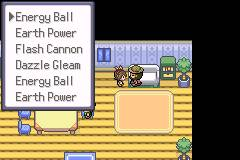 Energy Ball
Earth Power
Flash Cannon
Dazzle Gleam
Energy Ball
Earth Power